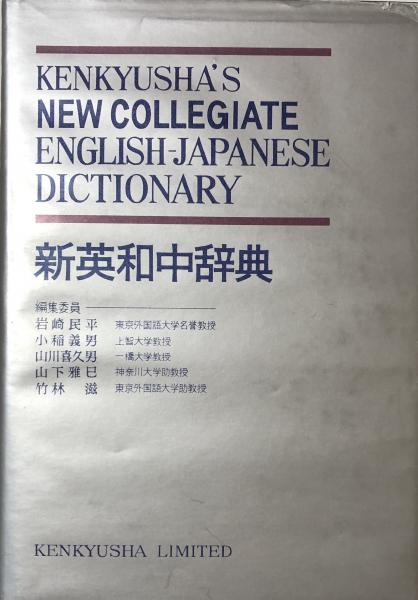 KENKYUSHA'S
NEW COLLEGIATE
ENGLISH-JAPANESE
DICTIONARY
新英和中辞典
編集委員
岩崎民平 東京外国語大学名誉教授
小稲義男 上智大学教授
山川喜久男 一橋大学教授
山下雅巳 神奈川大学助教授
竹林 滋 東京外国語大学助教授
KENKYUSHA LIMITED